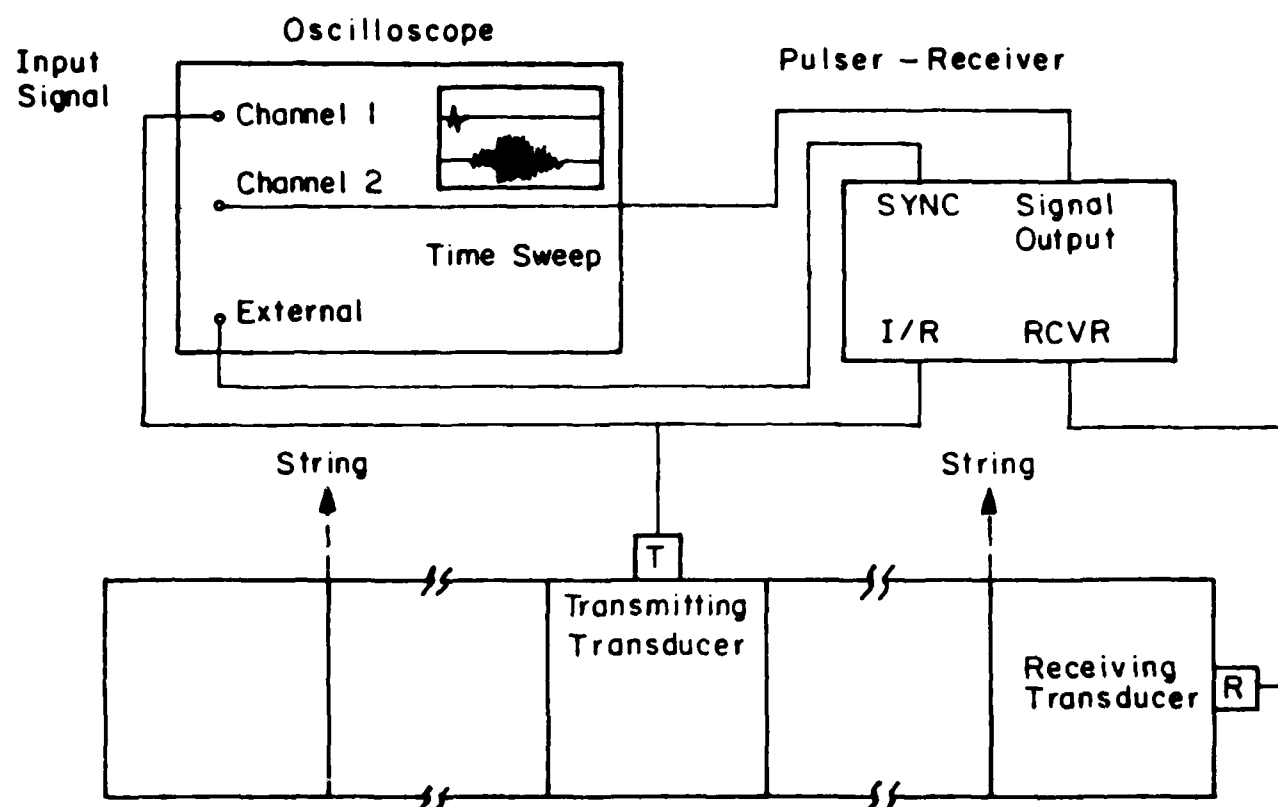 Oscilloscope
Input
Signal
Pulser - Receiver
Channel 1
Channel 2
Time Sweep
External
SYNC
Signal
Output
I/R
RCVR
String
String
T
Transmitting
Transducer
Receiving
Transducer
R